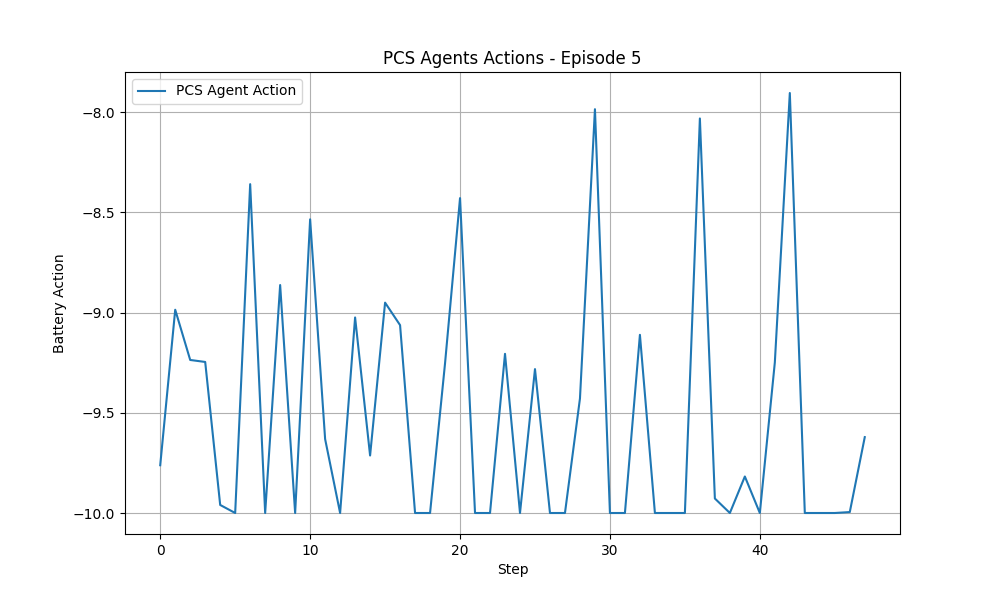 PCS Agents Actions - Episode 5
PCS Agent Action
Battery Action
−8.0
−8.5
−9.0
−9.5
−10.0
0 10 20 30 40
Step